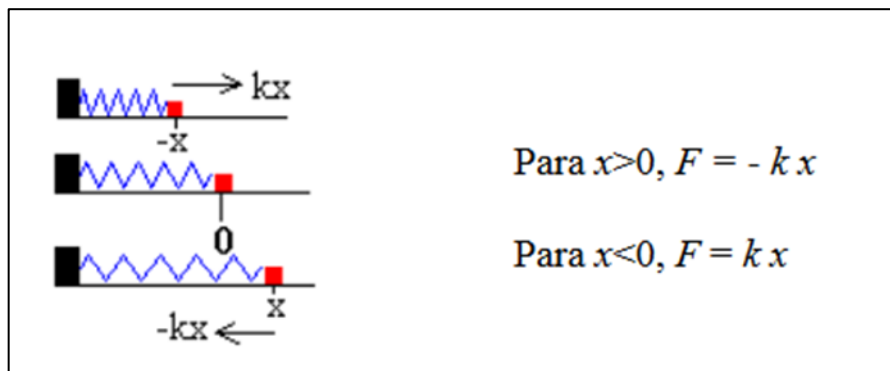 kx
-x
0
x
-kx
Para x>0, F = - k x
Para x<0, F = k x